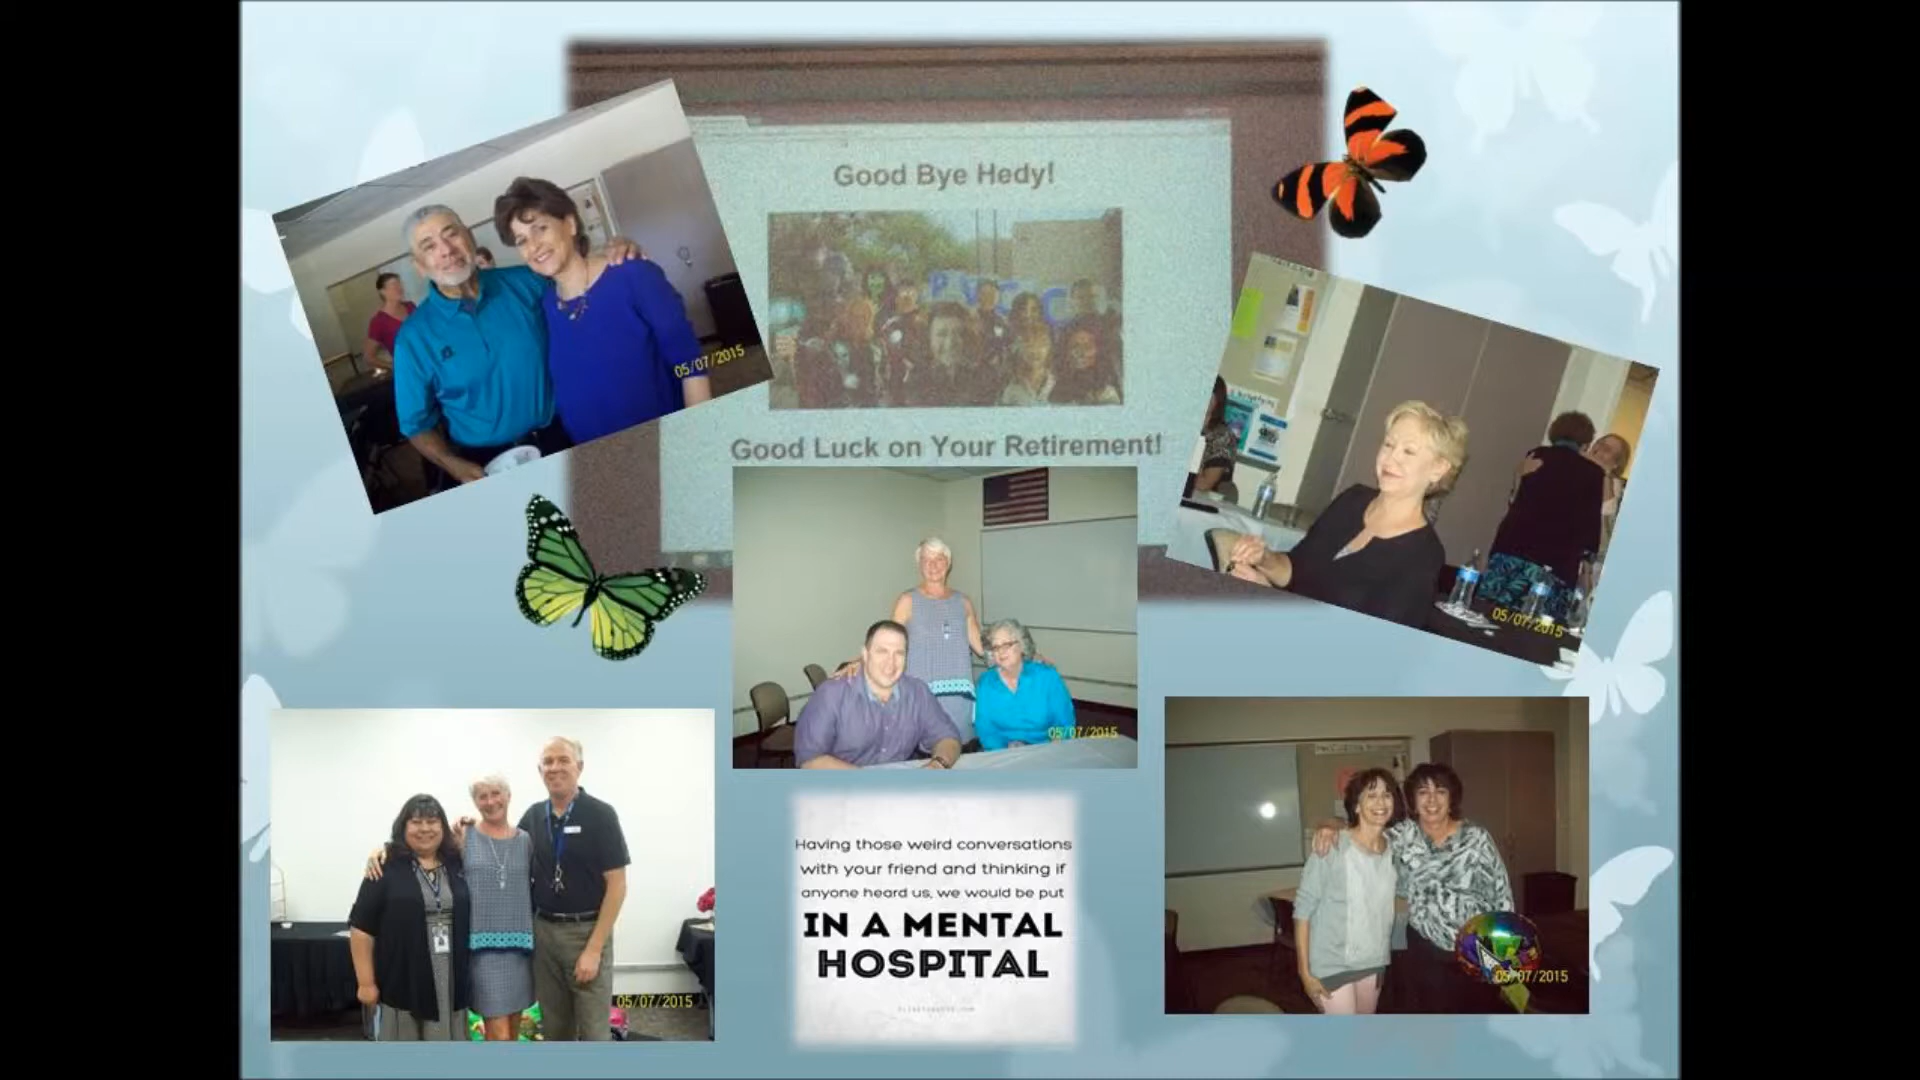 Good Bye Hedy!
Good Luck on Your Retirement!
05/07/2015
05/07/2015
05/07/2015
05/07/2015
05/07/2015
Having those weird conversations
with your friend and thinking if
anyone heard us, we would be put
IN A MENTAL
HOSPITAL